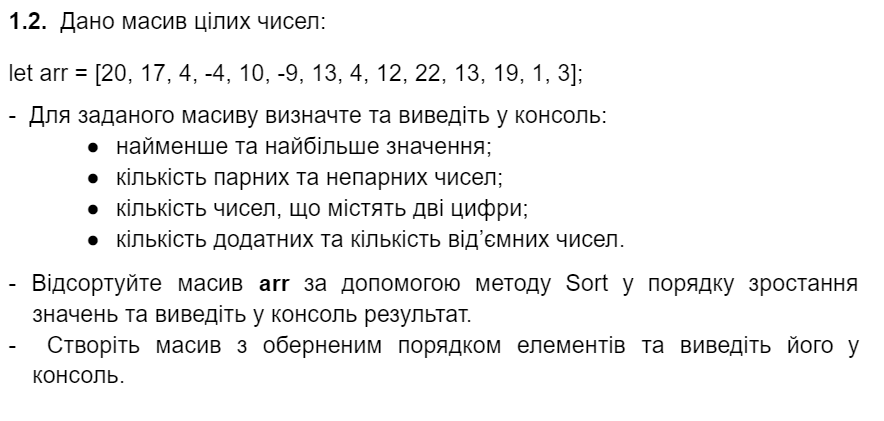 1.2. Дано масив цілих чисел:
let arr = [20, 17, 4, -4, 10, -9, 13, 4, 12, 22, 13, 19, 1, 3];
- Для заданого масиву визначте та виведіть у консоль:
● найменше та найбільше значення;
● кількість парних та непарних чисел;
● кількість чисел, що містять дві цифри;
● кількість додатних та кількість від’ємних чисел.
- Відсортуйте масив arr за допомогою методу Sort у порядку зростання
значень та виведіть у консоль результат.
- Створіть масив з оберненим порядком елементів та виведіть його у
консоль.